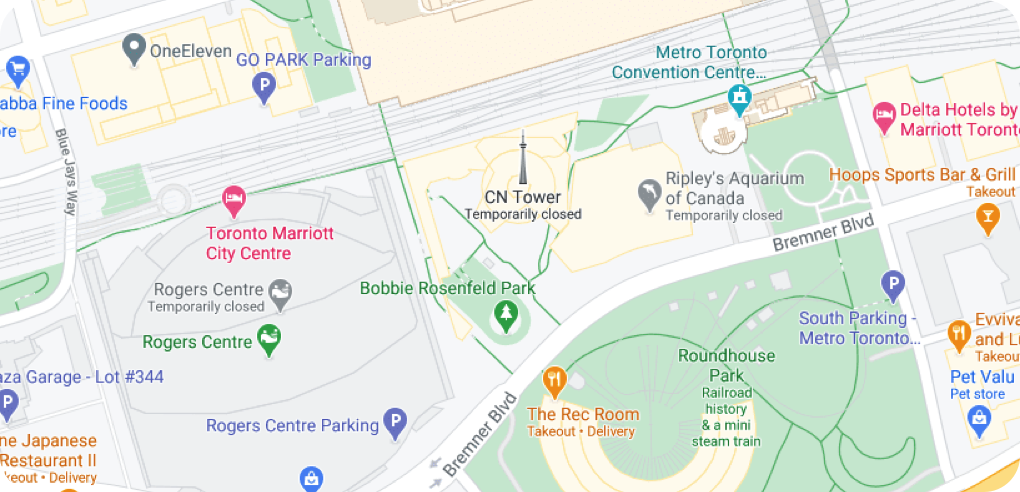 OneEleven
GO PARK Parking
Metro Toronto
Convention Centre...
abba Fine Foods
ore
Delta Hotels by
Marriott Toronto
Blue Jays Way
CN Tower
Temporarily closed
Ripley's Aquarium
of Canada
Temporarily closed
Hoops Sports Bar & Grill
Takeout
Toronto Marriott
City Centre
Bremner Blvd
Rogers Centre
Temporarily closed
Bobbie Rosenfeld Park
P
South Parking -
Metro Toronto...
Rogers Centre
Evviva
and Lu
Takeou
Roundhouse
Park
Railroad
history
& a mini
steam train
aza Garage - Lot #344
P
Pet Valu
Pet store
The Rec Room
Takeout • Delivery
Rogers Centre Parking
P
Bremner Blvd
ne Japanese
Restaurant II
keout • Delivery
P